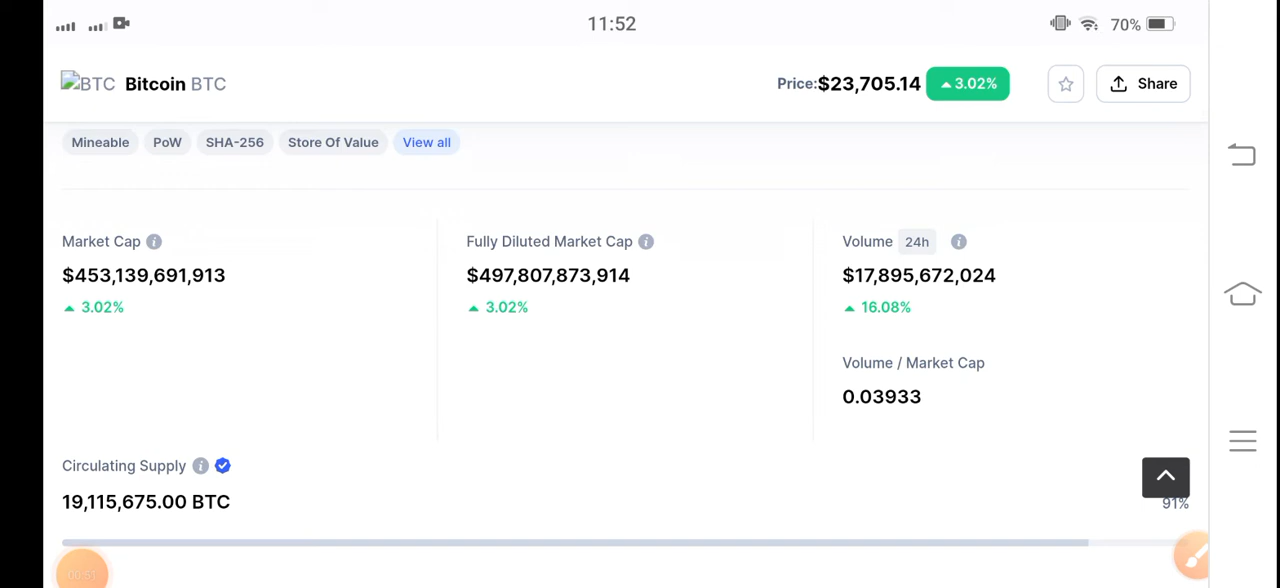 11:52
70%
BTC Bitcoin BTC
Price:$23,705.14 3.02%
Share
Mineable PoW SHA-256 Store Of Value View all
Market Cap
$453,139,691,913
3.02%
Fully Diluted Market Cap
$497,807,873,914
3.02%
Volume 24h
$17,895,672,024
16.08%
Volume / Market Cap
0.03933
Circulating Supply
19,115,675.00 BTC
91%
00:51